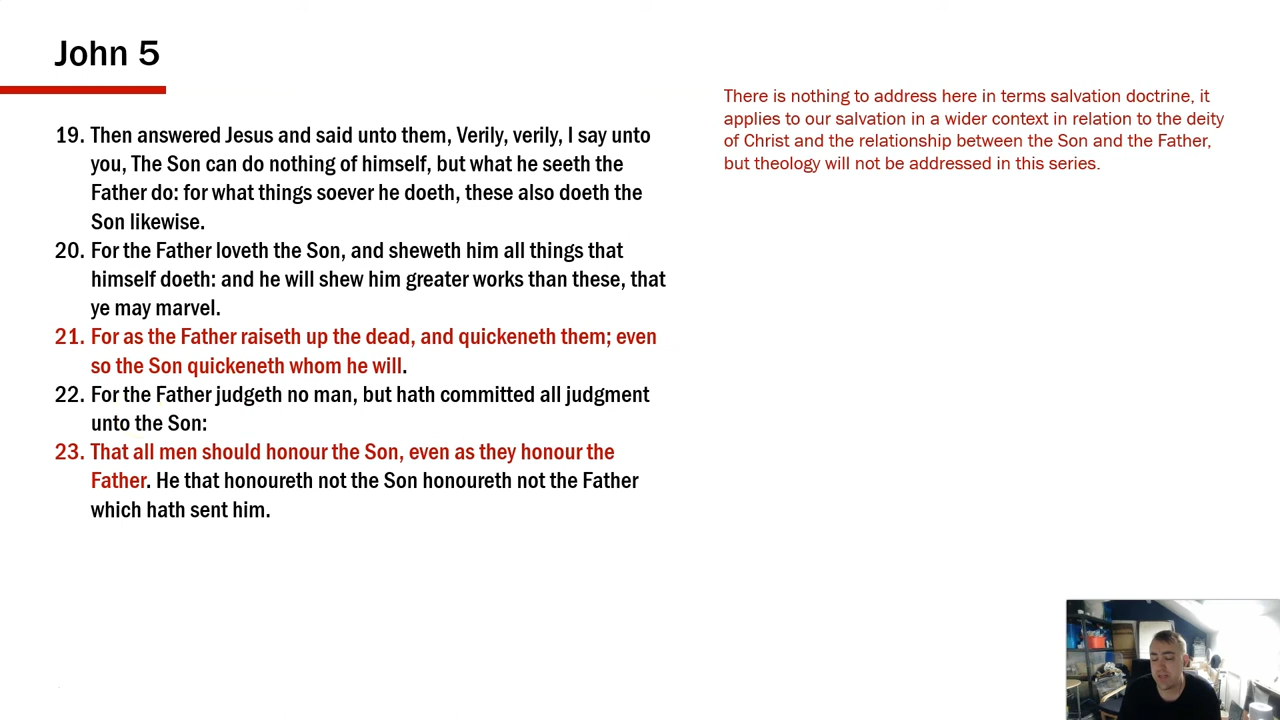 John 5
19. Then answered Jesus and said unto them, Verily, verily, I say unto
you, The Son can do nothing of himself, but what he seeth the
Father do: for what things soever he doeth, these also doeth the
Son likewise.
20. For the Father loveth the Son, and sheweth him all things that
himself doeth: and he will shew him greater works than these, that
ye may marvel.
21. For as the Father raiseth up the dead, and quickeneth them; even
so the Son quickeneth whom he will.
22. For the Father judgeth no man, but hath committed all judgment
unto the Son:
23. That all men should honour the Son, even as they honour the
Father. He that honoureth not the Son honoureth not the Father
which hath sent him.
There is nothing to address here in terms salvation doctrine, it
applies to our salvation in a wider context in relation to the deity
of Christ and the relationship between the Son and the Father,
but theology will not be addressed in this series.